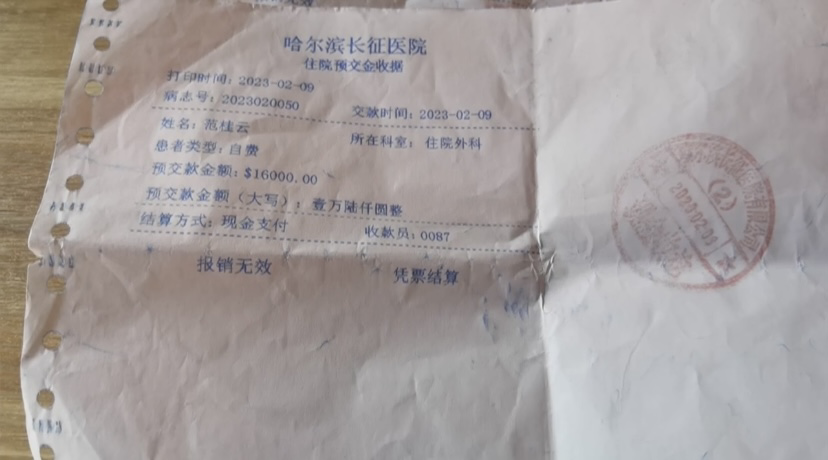 哈尔滨长征医院
住院预交金收据
打印时间：2023-02-09
病志号：2023020050 交款时间：2023-02-09
姓名：范桂云 所在科室：住院外科
患者类型：自费
预交款金额：$16000.00
预交款金额（大写）：壹万陆仟圆整
结算方式：现金支付 收款员：0087
报销无效 凭票结算
(2)